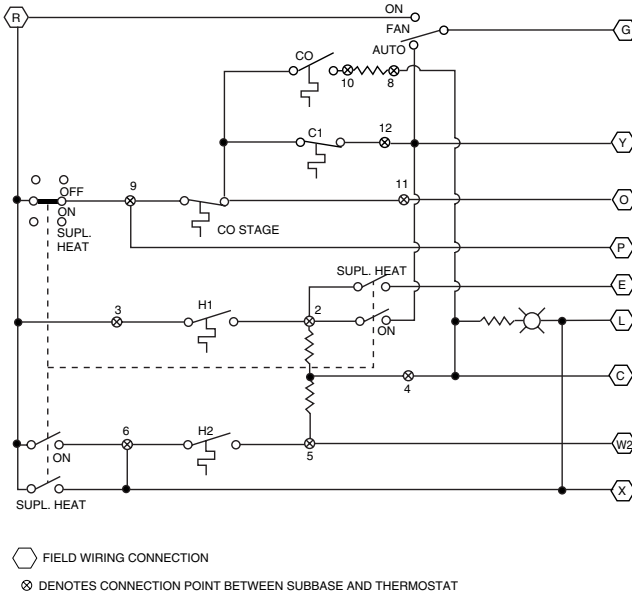 ON
R
FAN
G
AUTO
CO
10
8
C1
12
Y
9
11
OFF
O
ON
CO STAGE
SUPL.
HEAT
P
SUPL. HEAT
E
3
H1
2
L
ON
4
C
6
H2
5
W2
ON
X
SUPL. HEAT
FIELD WIRING CONNECTION
DENOTES CONNECTION POINT BETWEEN SUBBASE AND THERMOSTAT